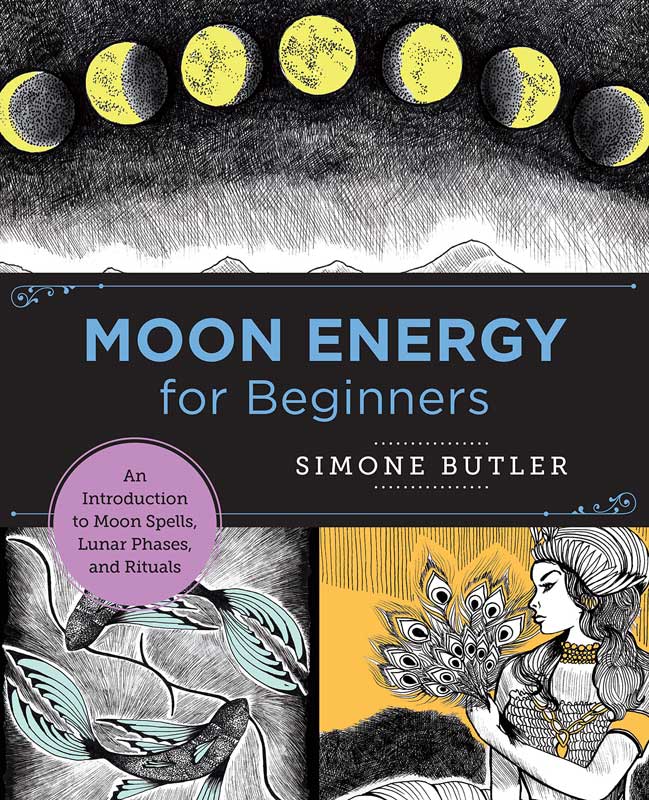 MOON ENERGY
for Beginners
SIMONE BUTLER
An
Introduction
to Moon Spells,
Lunar Phases,
and Rituals